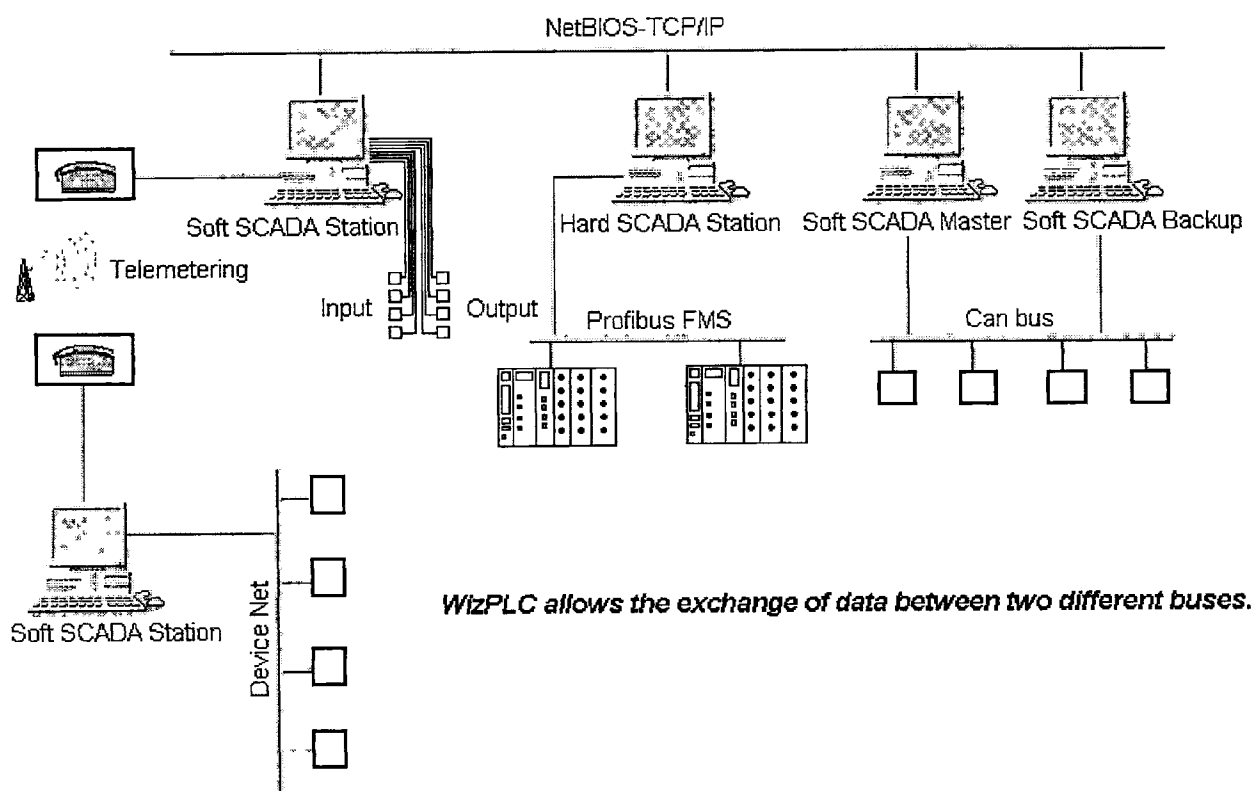 NetBIOS-TCP/IP
Soft SCADA Station
Hard SCADA Station
Soft SCADA Master
Soft SCADA Backup
Telemetering
Input
Output
Profibus FMS
Can bus
Soft SCADA Station
Device Net
WizPLC allows the exchange of data between two different buses.